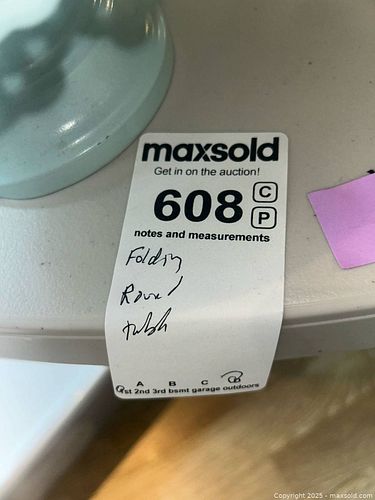 maxsold
Get in on the auction!
608 C
P
notes and measurements
Folding
Round
table
A B C
1st 2nd 3rd bsmt garage outdoors
Copyright 2025 - maxsold.com